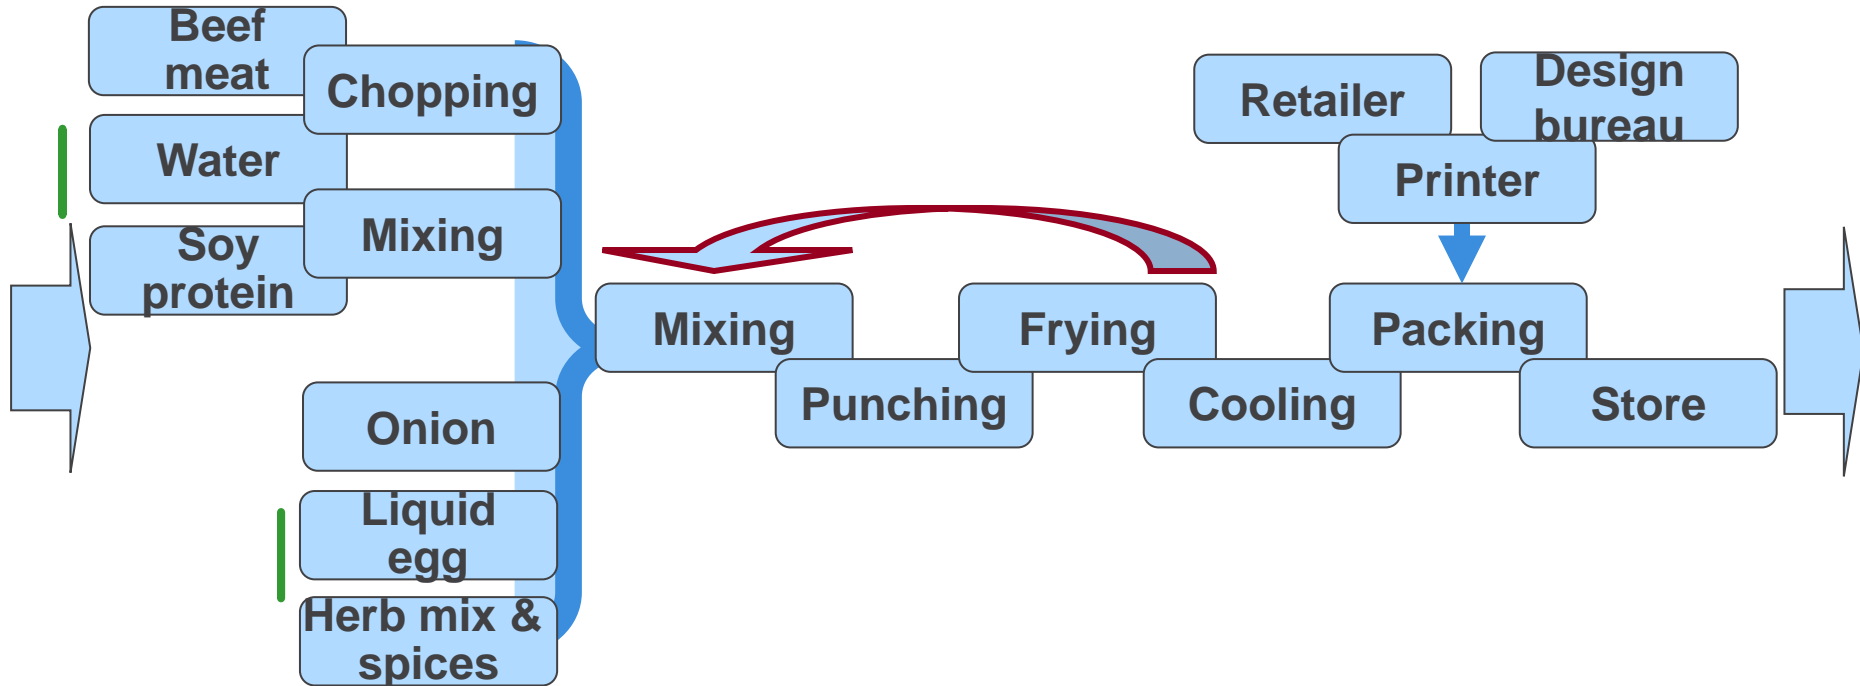 Beef
meat
Chopping
Water
Mixing
Soy
protein
Onion
Liquid
egg
Herb mix &
spices
Mixing
Punching
Frying
Cooling
Retailer
Design
bureau
Printer
Packing
Store